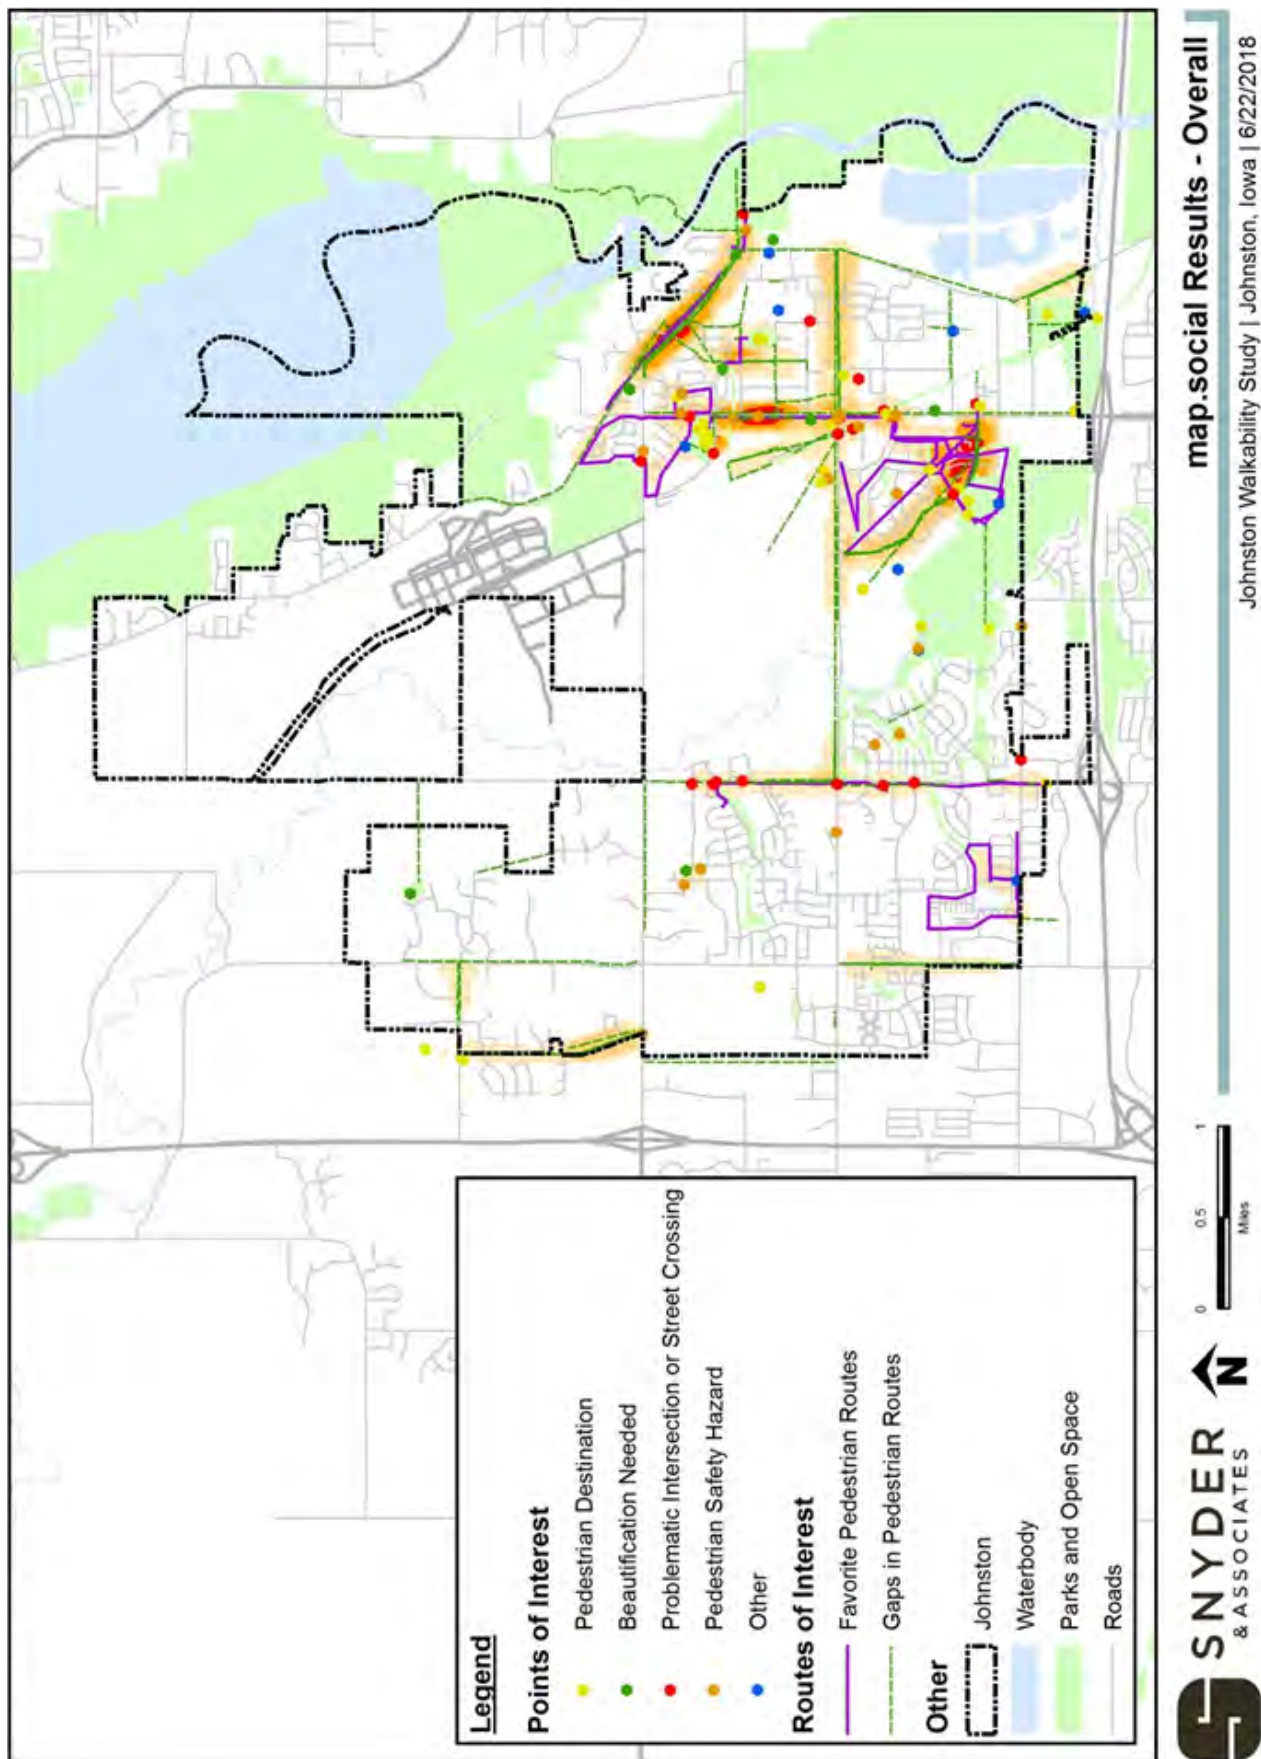 Legend
Points of Interest
Pedestrian Destination
Beautification Needed
Problematic Intersection or Street Crossing
Pedestrian Safety Hazard
Other
Routes of Interest
Favorite Pedestrian Routes
Gaps in Pedestrian Routes
Other
Johnston
Waterbody
Parks and Open Space
Roads
SNYDER
& ASSOCIATES
N
0 0.5 1
Miles
map.social Results - Overall
Johnston Walkability Study | Johnston, Iowa | 6/22/2018